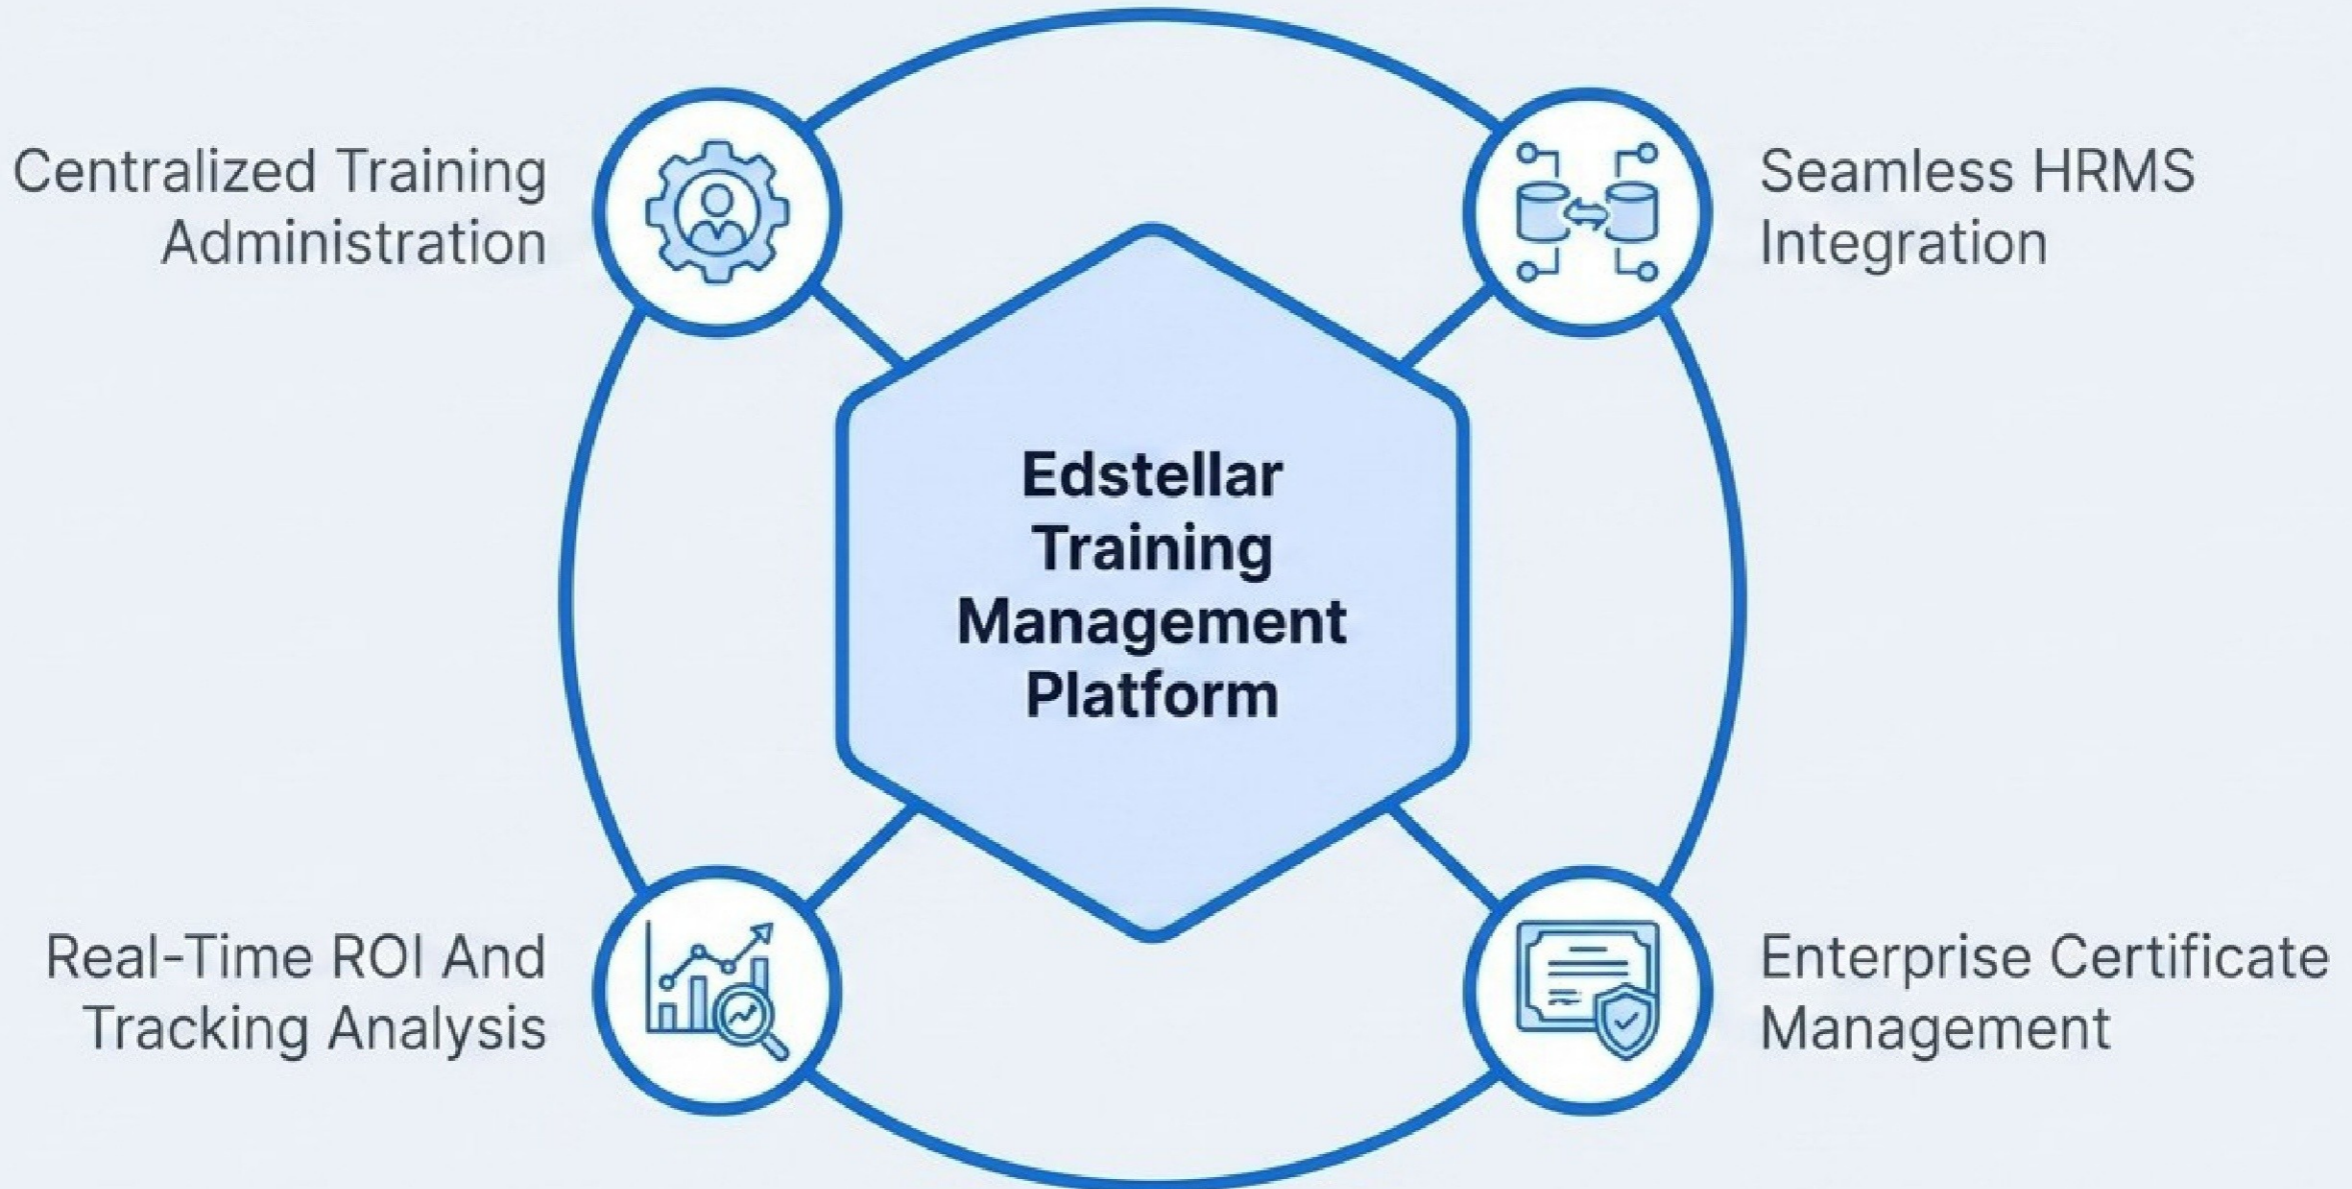 Centralized Training
Administration
Seamless HRMS
Integration
Edstellar
Training
Management
Platform
Real-Time ROI And
Tracking Analysis
Enterprise Certificate
Management